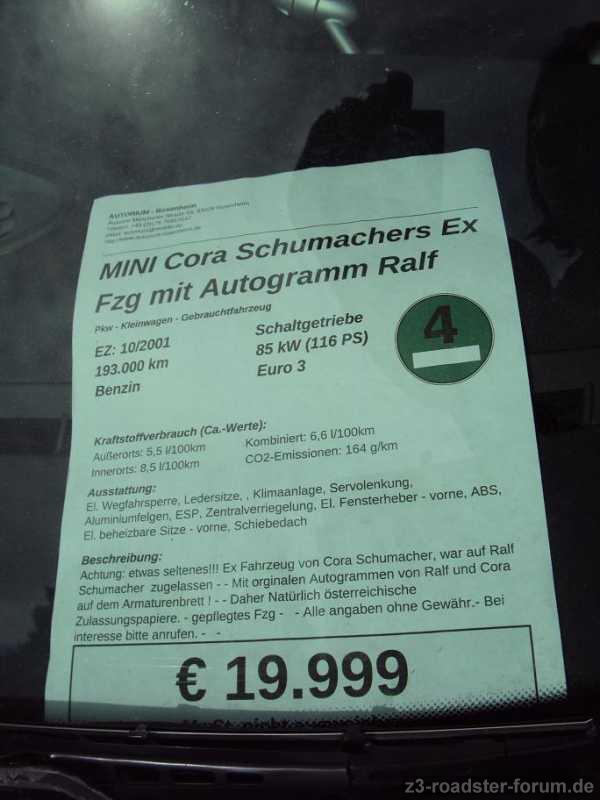 AUTORIUM - Rosenheim
MINI Cora Schumachers Ex
Fzg mit Autogramm Ralf
Pkw - Kleinwagen - Gebrauchtfahrzeug
EZ: 10/2001
193.000 km
Benzin
Schaltgetriebe
85 kW (116 PS)
Euro 3
4
Kraftstoffverbrauch (Ca.-Werte):
Außerorts: 5,5 l/100km
Innerorts: 8,5 l/100km
Kombiniert: 6,6 l/100km
CO2-Emissionen: 164 g/km
Ausstattung:
El. Wegfahrsperre, Ledersitze, , Klimaanlage, Servolenkung,
Aluminiumfelgen, ESP, Zentralverriegelung, El. Fensterheber - vorne, ABS,
El. beheizbare Sitze - vorne, Schiebedach
Beschreibung:
Achtung: etwas seltenes!!! Ex Fahrzeug von Cora Schumacher, war auf Ralf
Schumacher zugelassen - - Mit orginalen Autogrammen von Ralf und Cora
auf dem Armaturenbrett ! - - Daher Natürlich österreichische
Zulassungspapiere. - gepflegtes Fzg - - Alle angaben ohne Gewähr.- Bei
interesse bitte anrufen. - -
€ 19.999
z3-roadster-forum.de